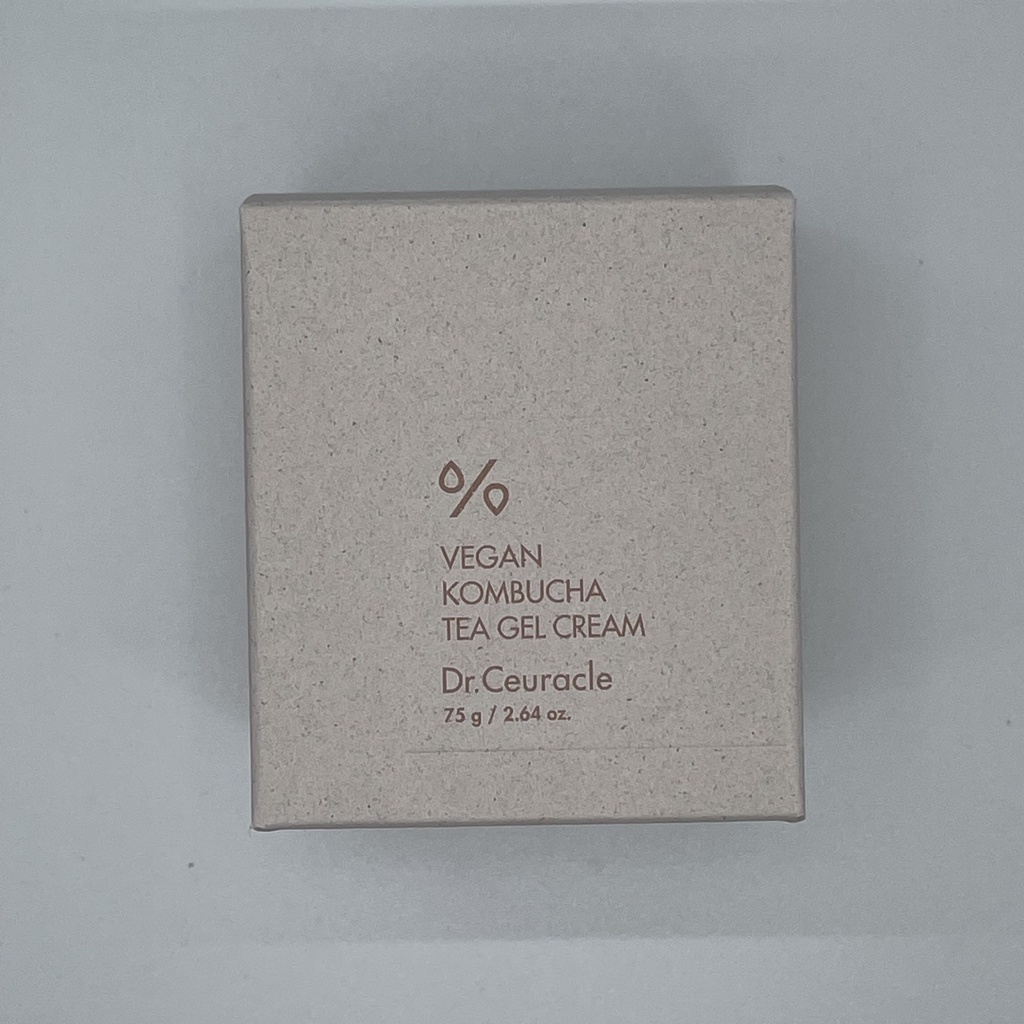 %
VEGAN
KOMBUCHA
TEA GEL CREAM
Dr.Ceuracle
75 g / 2.64 oz.